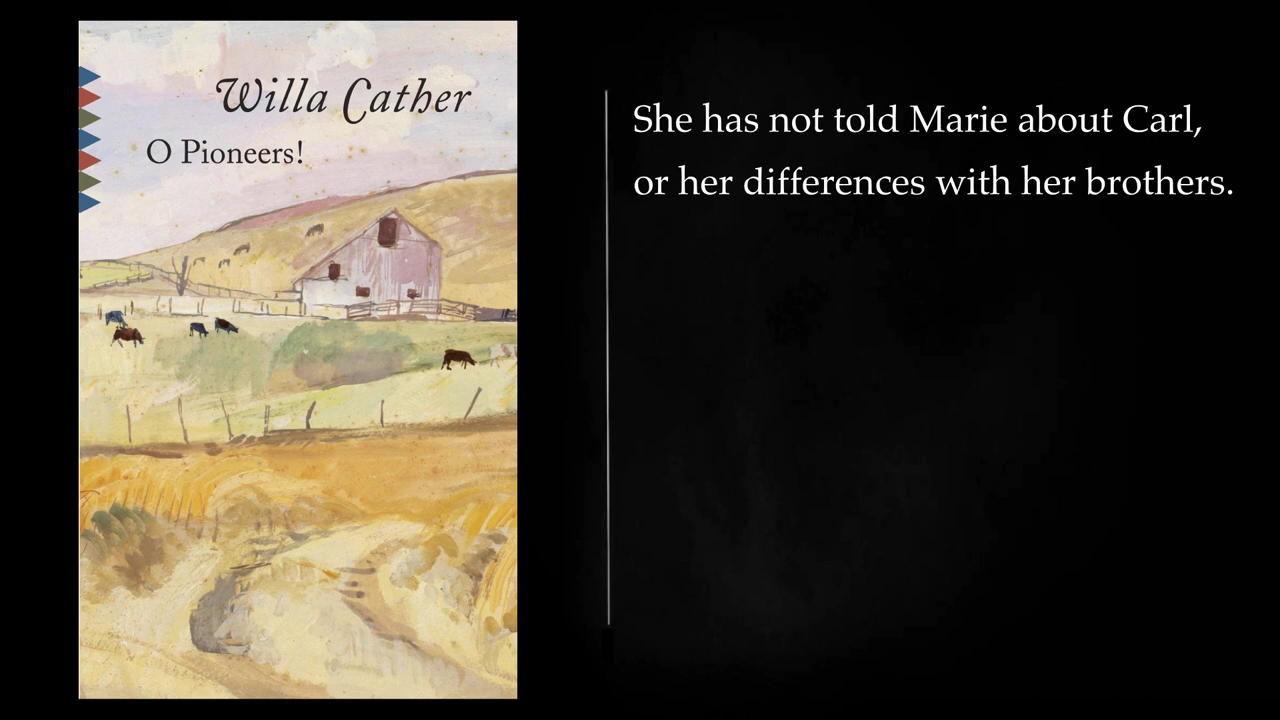 Willa Cather
O Pioneers!
She has not told Marie about Carl,
or her differences with her brothers.